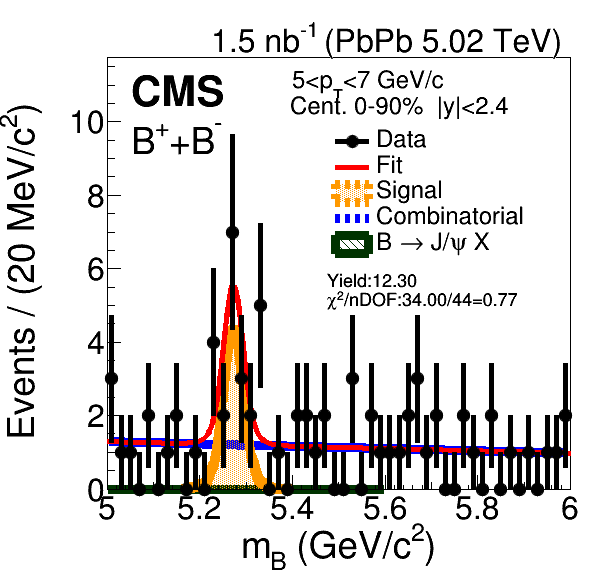 1.5 nb⁻¹ (PbPb 5.02 TeV)
CMS
5<p_T<7 GeV/c
Cent. 0-90% |y|<2.4
B⁺+B⁻
Data
Fit
Signal
Combinatorial
B → J/ψ X
Yield:12.30
χ²/nDOF:34.00/44=0.77
Events / (20 MeV/c²)
10
8
6
4
2
0
5 5.2 5.4 5.6 5.8 6
m_B (GeV/c²)